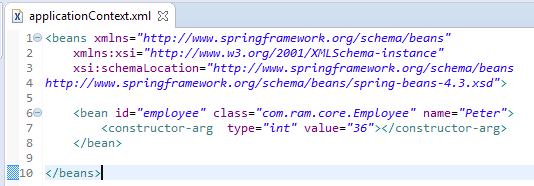 applicationContext.xml
1 <beans xmlns="http://www.springframework.org/schema/beans"
2 xmlns:xsi="http://www.w3.org/2001/XMLSchema-instance"
3 xsi:schemaLocation="http://www.springframework.org/schema/beans
4 http://www.springframework.org/schema/beans/spring-beans-4.3.xsd">
5
6 <bean id="employee" class="com.ram.core.Employee" name="Peter">
7 <constructor-arg  type="int" value="36"></constructor-arg>
8 </bean>
9
10 </beans>